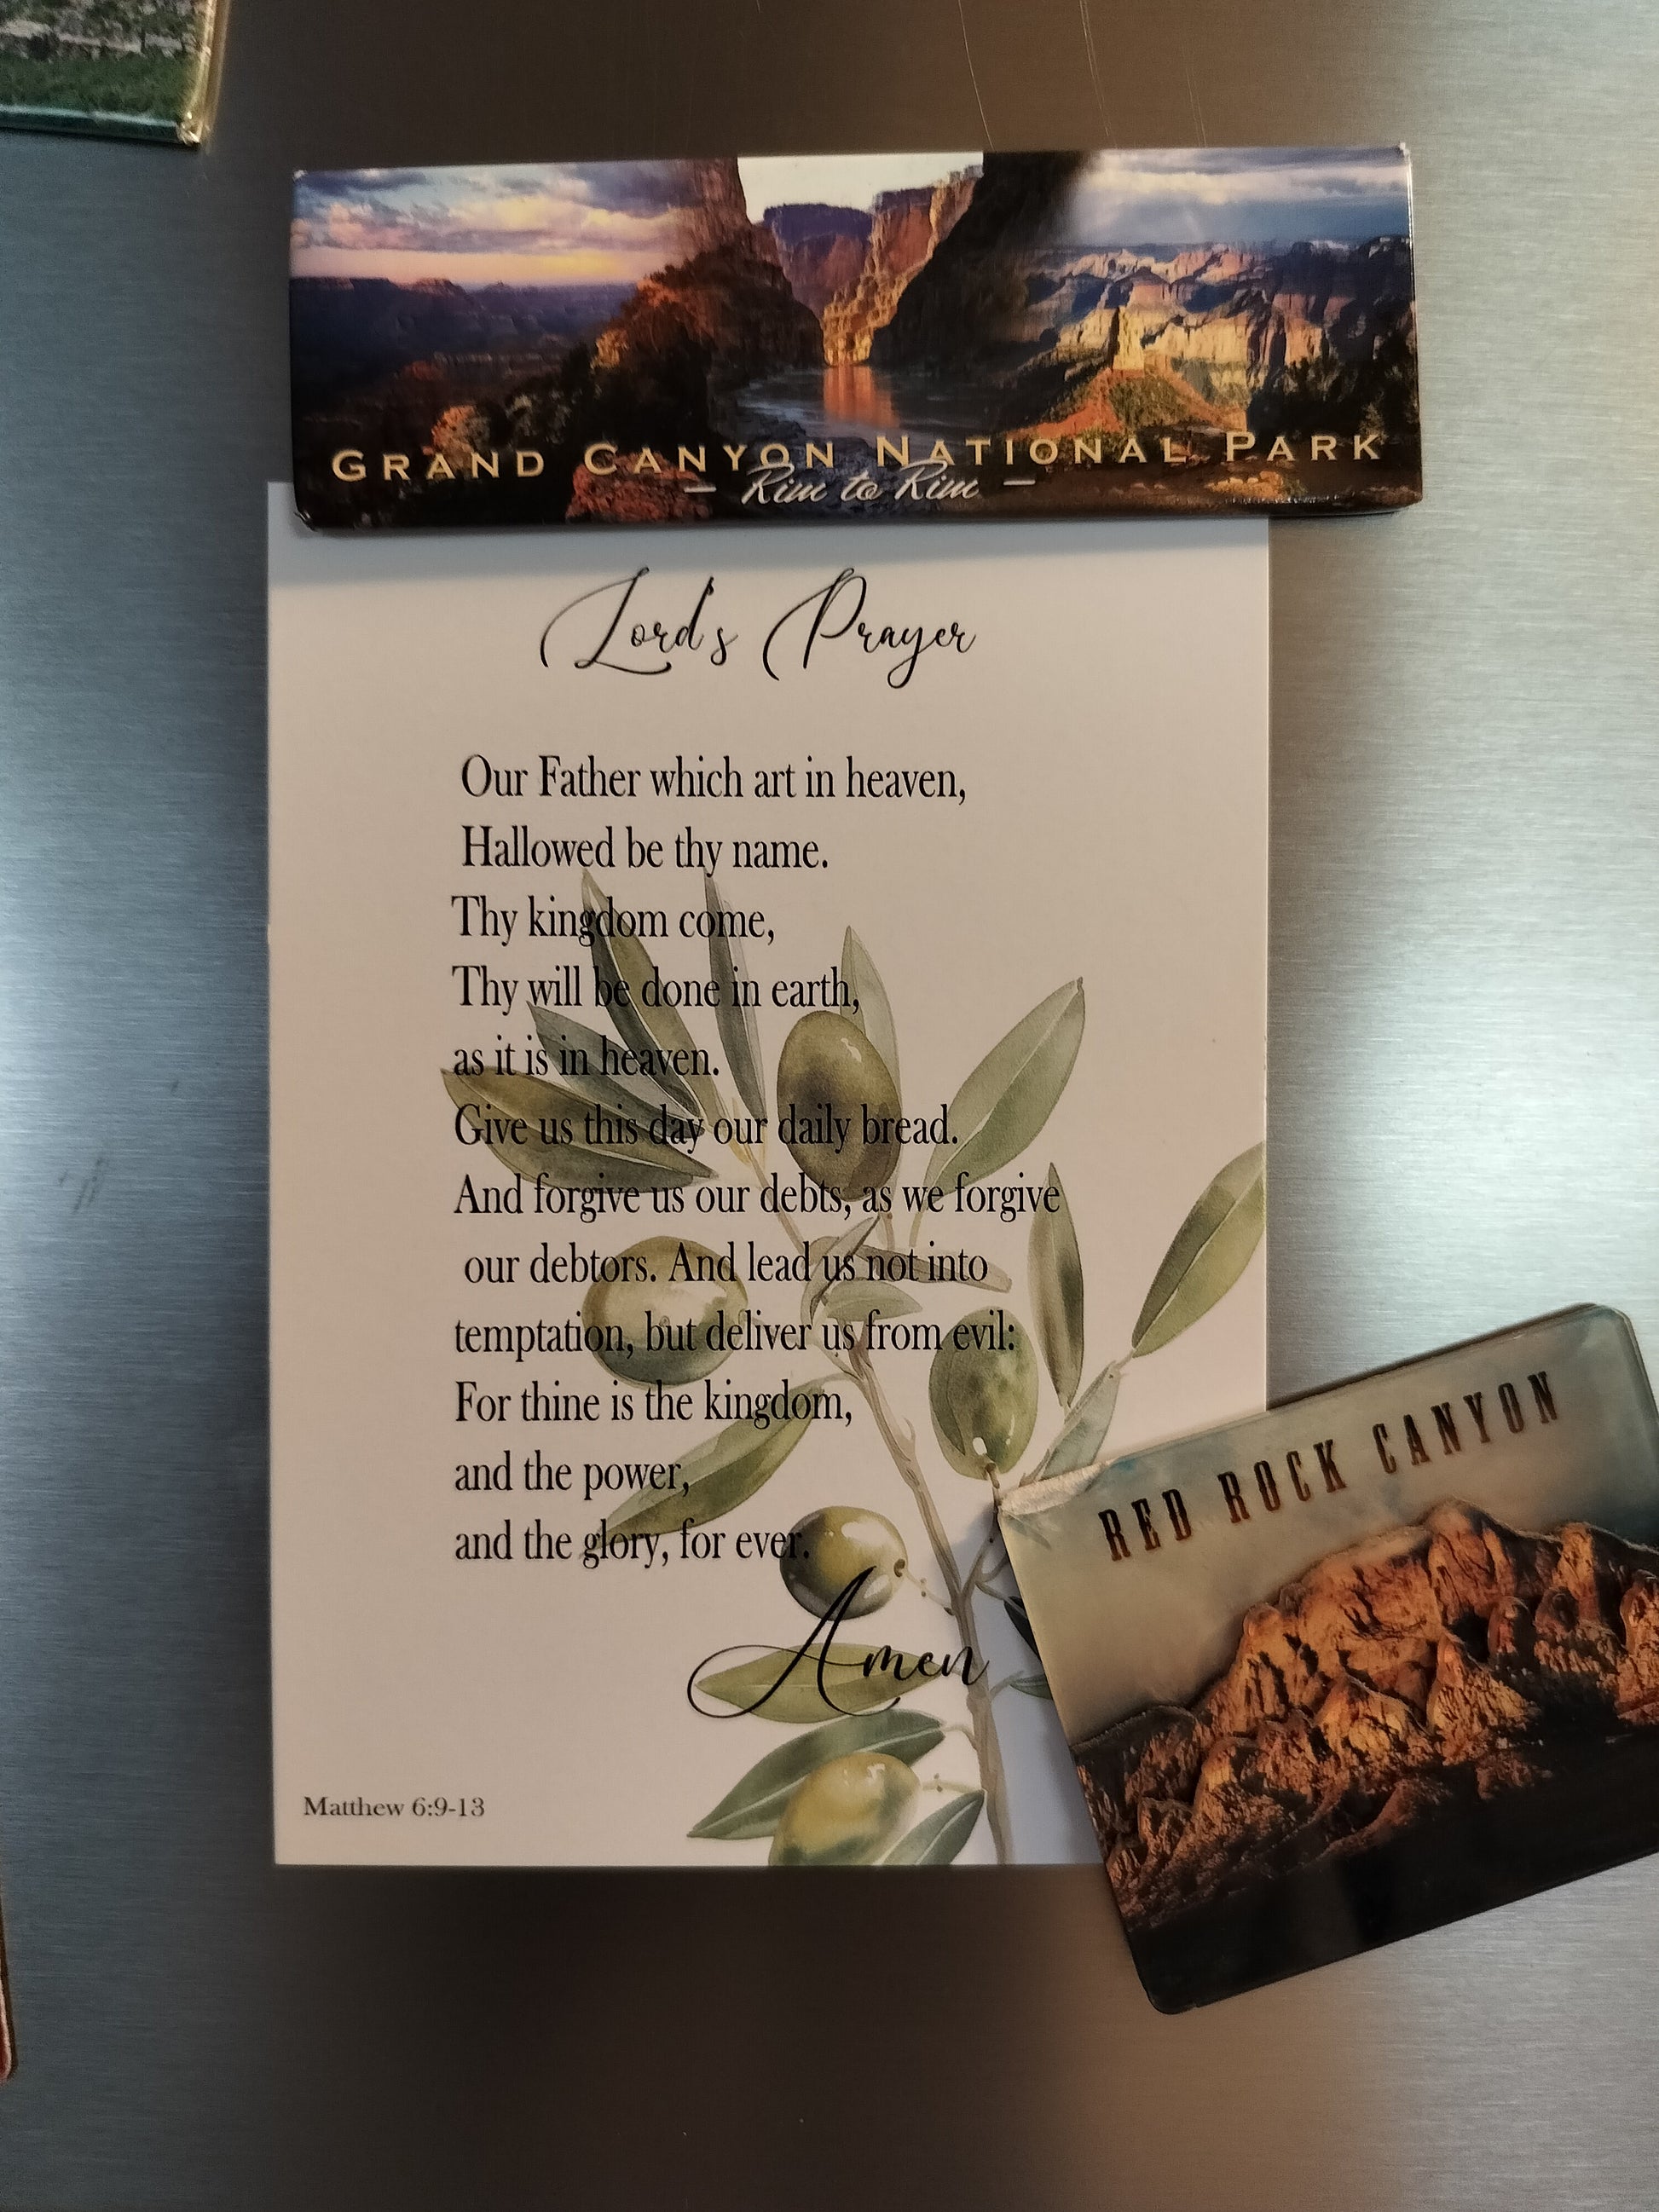 GRAND CANYON NATIONAL PARK
— Rim to Rim —
Lord's Prayer
Our Father which art in heaven,
Hallowed be thy name.
Thy kingdom come,
Thy will be done in earth,
as it is in heaven.
Give us this day our daily bread.
And forgive us our debts, as we forgive
our debtors. And lead us not into
temptation, but deliver us from evil:
For thine is the kingdom,
and the power,
and the glory, for ever.
Amen
Matthew 6:9-13
RED ROCK CANYON